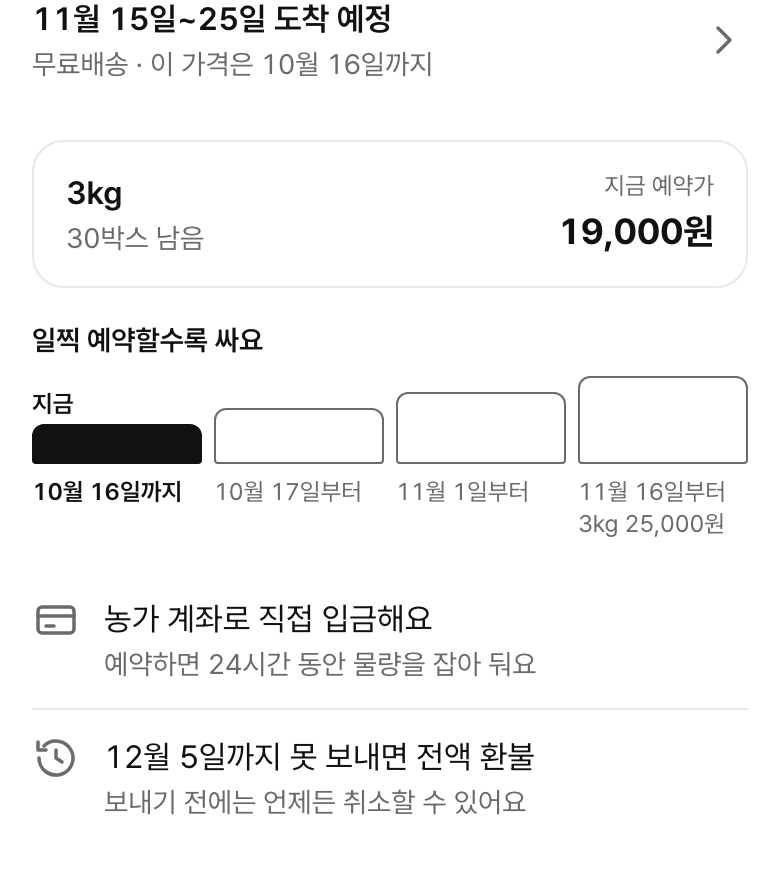 11월 15일~25일 도착 예정
무료배송 · 이 가격은 10월 16일까지
3kg
30박스 남음
지금 예약가
19,000원
일찍 예약할수록 싸요
지금
10월 16일까지
10월 17일부터
11월 1일부터
11월 16일부터
3kg 25,000원
농가 계좌로 직접 입금해요
예약하면 24시간 동안 물량을 잡아 둬요
12월 5일까지 못 보내면 전액 환불
보내기 전에는 언제든 취소할 수 있어요